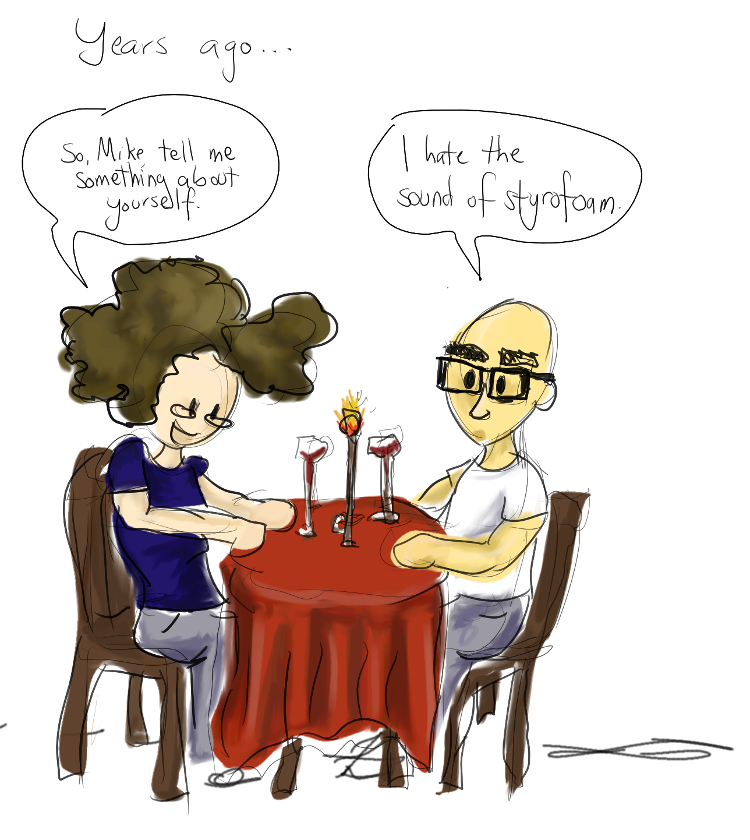 Years ago...
So, Mike tell me
something about
yourself.
I hate the
sound of styrofoam.